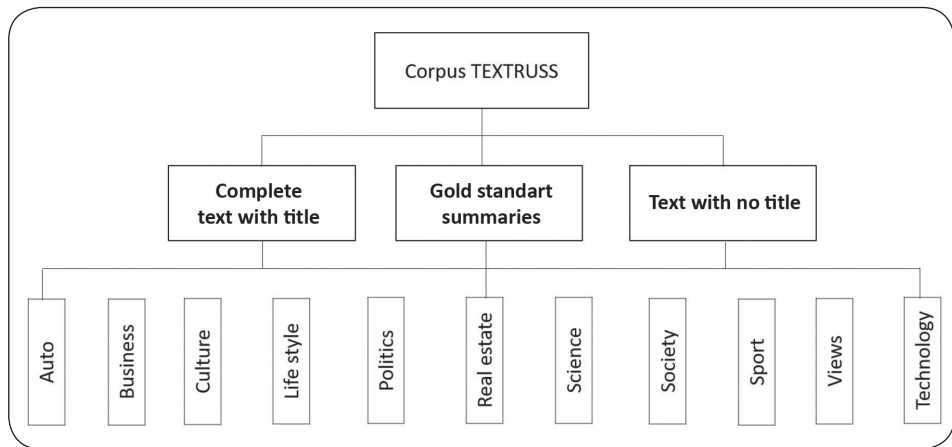 Corpus TEXTRUSS
Complete
text with title
Gold standart
summaries
Text with no title
Auto
Business
Culture
Life style
Politics
Real estate
Science
Society
Sport
Views
Technology